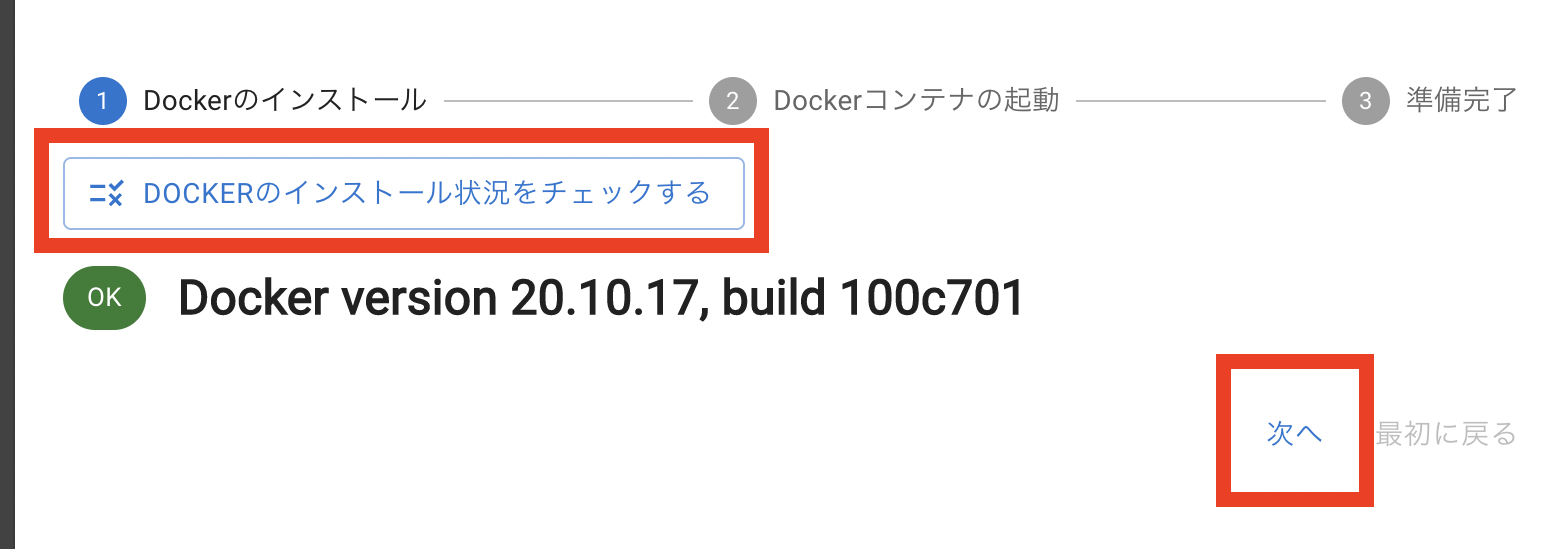 1 Dockerのインストール 2 Dockerコンテナの起動 3 準備完了
DOCKERのインストール状況をチェックする
OK Docker version 20.10.17, build 100c701
次へ 最初に戻る